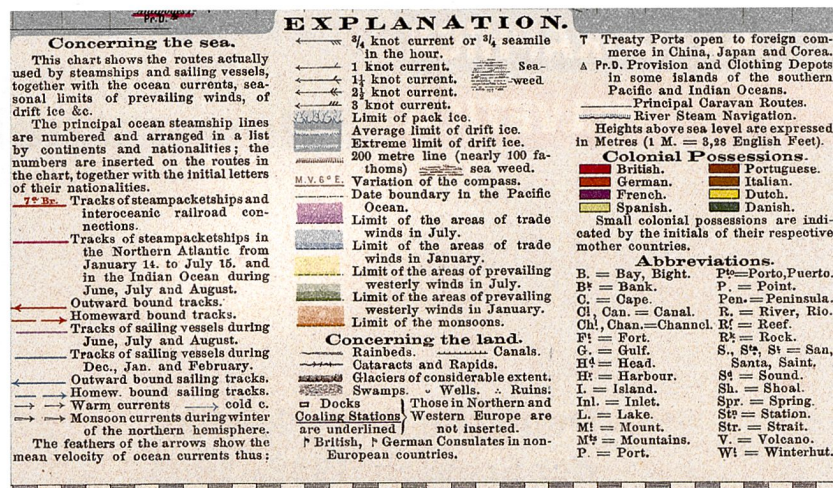 Pr.D.
EXPLANATION.
Concerning the sea.
This chart shows the routes actually
used by steamships and sailing vessels,
together with the ocean currents, sea-
sonal limits of prevailing winds, of
drift ice &c.
The principal ocean steamship lines
are numbered and arranged in a list
by continents and nationalities; the
numbers are inserted on the routes in
the chart, together with the initial letters
of their nationalities.
7a Br. Tracks of steampacketships and
interoceanic railroad con-
nections.
Tracks of steampacketships in
the Northern Atlantic from
January 14. to July 15. and
in the Indian Ocean during
June, July and August.
Outward bound tracks.
Homeward bound tracks.
Tracks of sailing vessels during
June, July and August.
Tracks of sailing vessels during
Dec., Jan. and February.
Outward bound sailing tracks.
Homew. bound sailing tracks.
Warm currents cold c.
Monsoon currents during winter
of the northern hemisphere.
The feathers of the arrows show the
mean velocity of ocean currents thus:
3/4 knot current or 3/4 seamile
in the hour.
1 knot current. Sea-
1¼ knot current. weed
2½ knot current.
3 knot current.
Limit of pack ice.
Average limit of drift ice.
Extreme limit of drift ice.
200 metre line (nearly 100 fa-
thoms) sea weed.
M.V.6°E. Variation of the compass.
Date boundary in the Pacific
Ocean.
Limit of the areas of trade
winds in July.
Limit of the areas of trade
winds in January.
Limit of the areas of prevailing
westerly winds in July.
Limit of the areas of prevailing
westerly winds in January.
Limit of the monsoons.
Concerning the land.
Rainbeds. Canals.
Cataracts and Rapids.
Glaciers of considerable extent.
Swamps. Wells. Ruins:
Docks Those in Northern and
Coaling Stations Western Europe are
are underlined not inserted.
British, German Consulates in non-
European countries.
T Treaty Ports open to foreign com-
merce in China, Japan and Corea.
Δ Pr.D. Provision and Clothing Depots
in some islands of the southern
Pacific and Indian Oceans.
Principal Caravan Routes.
River Steam Navigation.
Heights above sea level are expressed
in Metres (1 M. = 3,28 English Feet).
Colonial Possessions.
British. Portuguese.
German. Italian.
French. Dutch.
Spanish. Danish.
Small colonial possessions are indi-
cated by the initials of their respective
mother countries.
Abbreviations.
B. = Bay, Bight. Pto=Porto,Puerto.
Bk = Bank. P. = Point.
C. = Cape. Pen.=Peninsula.
Cl, Can. = Canal. R. = River, Rio.
Chl, Chan.=Channel. Rf = Reef.
Ft = Fort. Rk = Rock.
G. = Gulf. S., Sta, St = San,
Hd = Head. Santa, Saint.
Hr = Harbour. Sd = Sound.
I. = Island. Sh. = Shoal.
Inl. = Inlet. Spr. = Spring.
L. = Lake. Stn = Station.
Mt = Mount. Str. = Strait.
Mts = Mountains. V. = Volcano.
P. = Port. Wt = Winterhut.